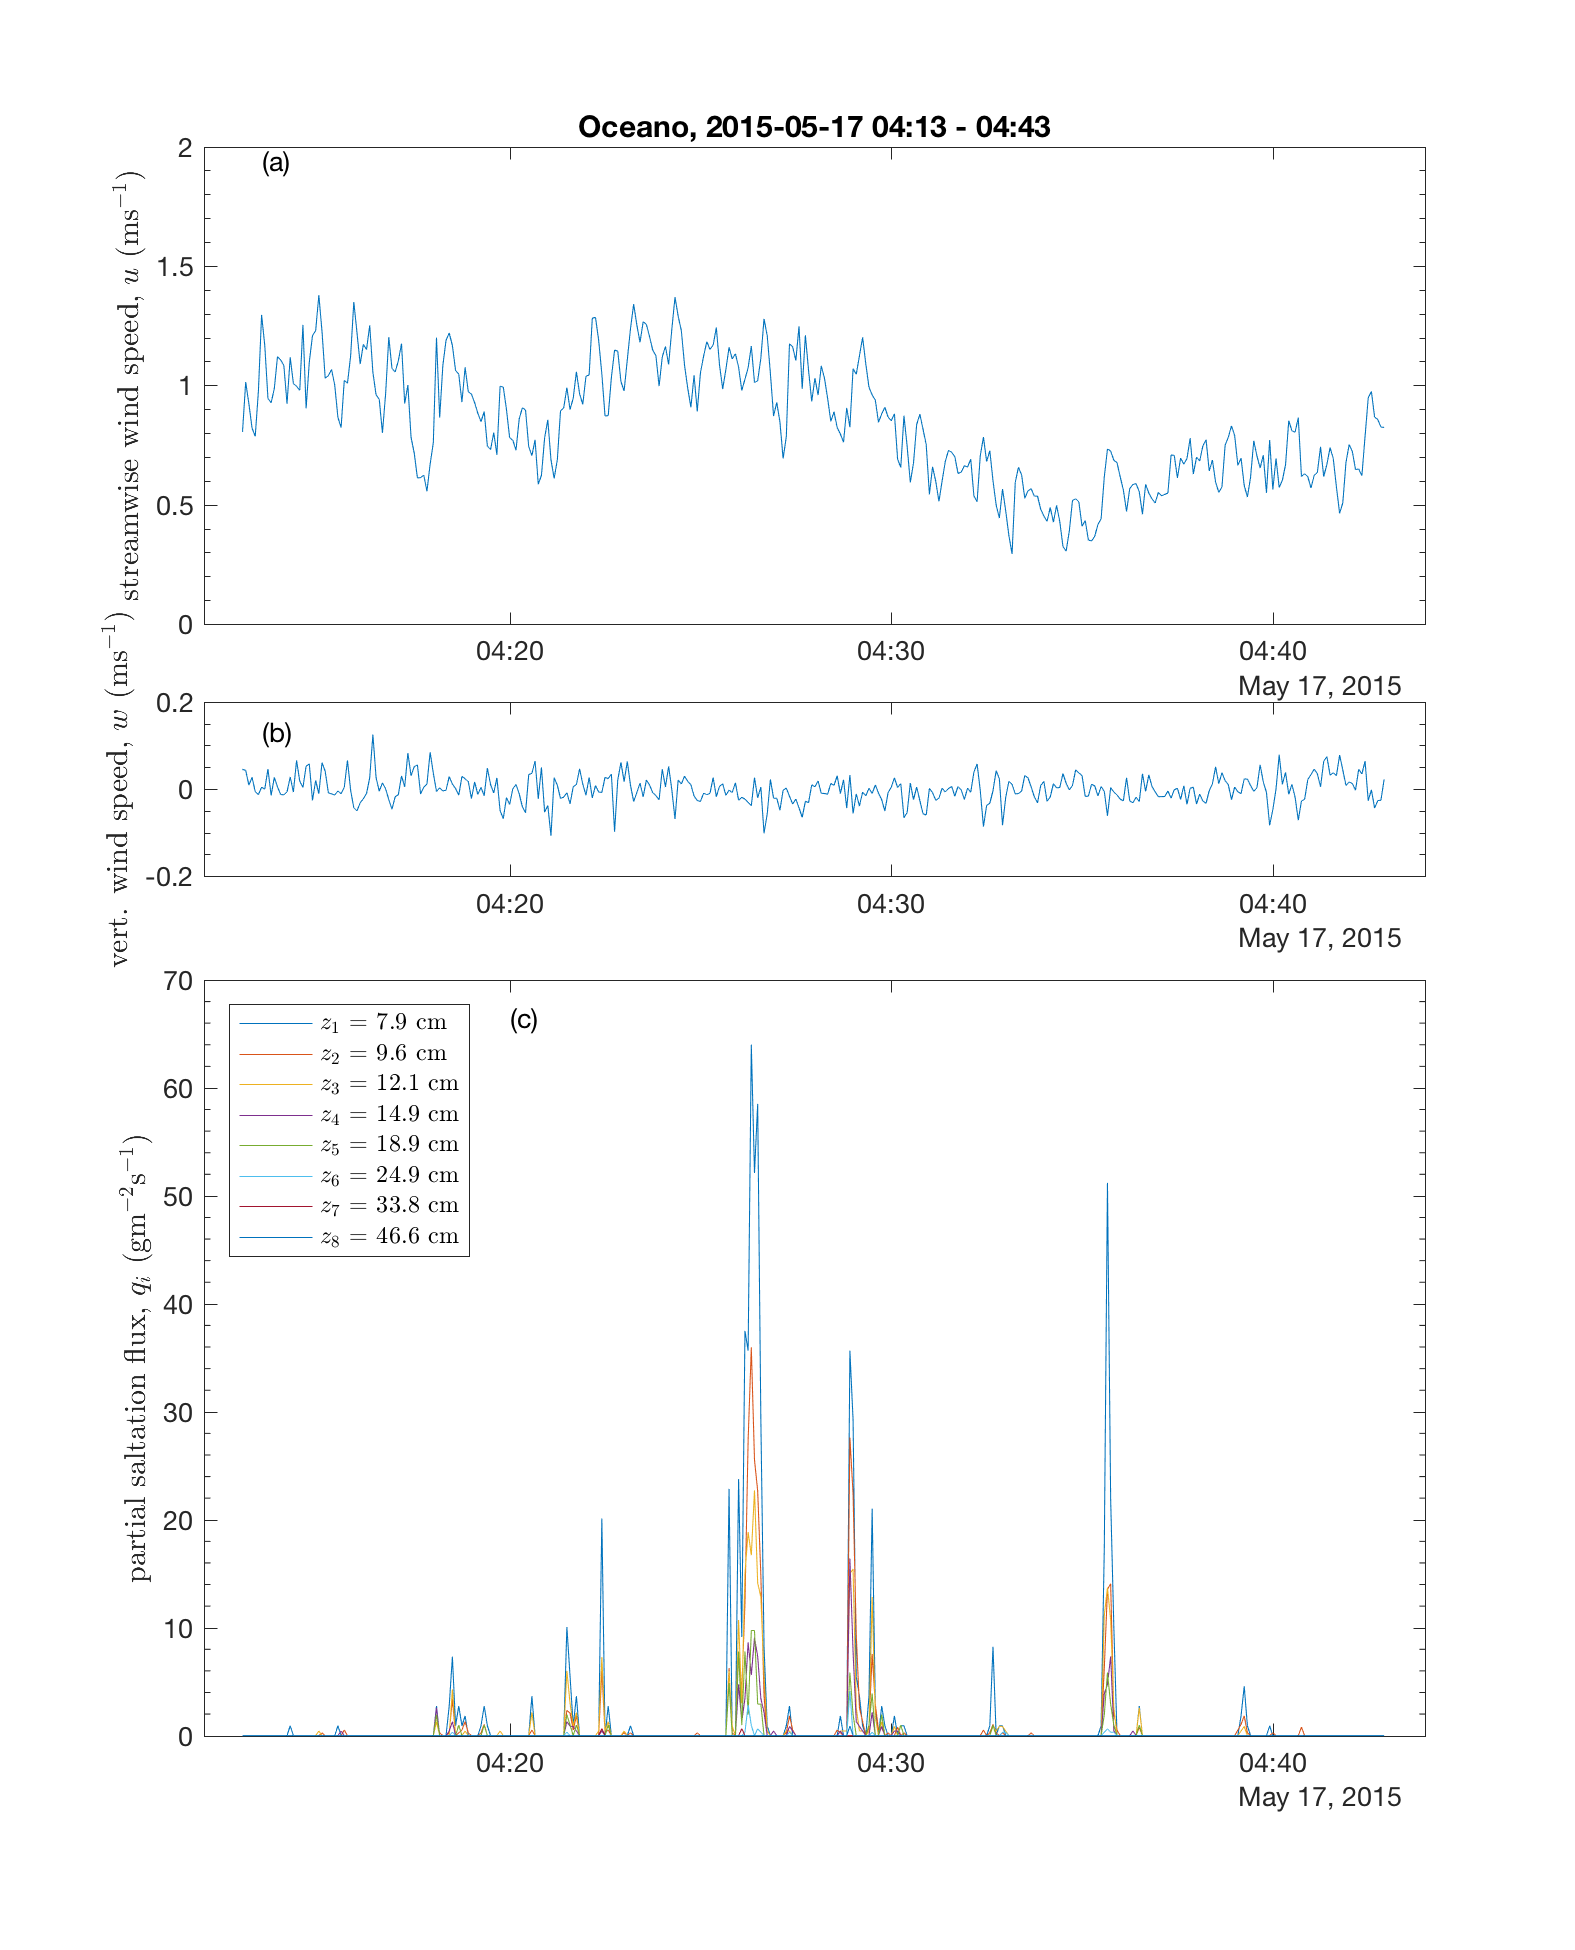 Oceano, 2015-05-17 04:13 - 04:43
(a)
streamwise wind speed, u (ms⁻¹)
2
1.5
1
0.5
0
04:20 04:30 04:40
May 17, 2015
(b)
vert. wind speed, w (ms⁻¹)
0.2
0
-0.2
04:20 04:30 04:40
May 17, 2015
(c)
partial saltation flux, qᵢ (gm⁻²s⁻¹)
70
60
50
40
30
20
10
0
z₁ = 7.9 cm
z₂ = 9.6 cm
z₃ = 12.1 cm
z₄ = 14.9 cm
z₅ = 18.9 cm
z₆ = 24.9 cm
z₇ = 33.8 cm
z₈ = 46.6 cm
04:20 04:30 04:40
May 17, 2015